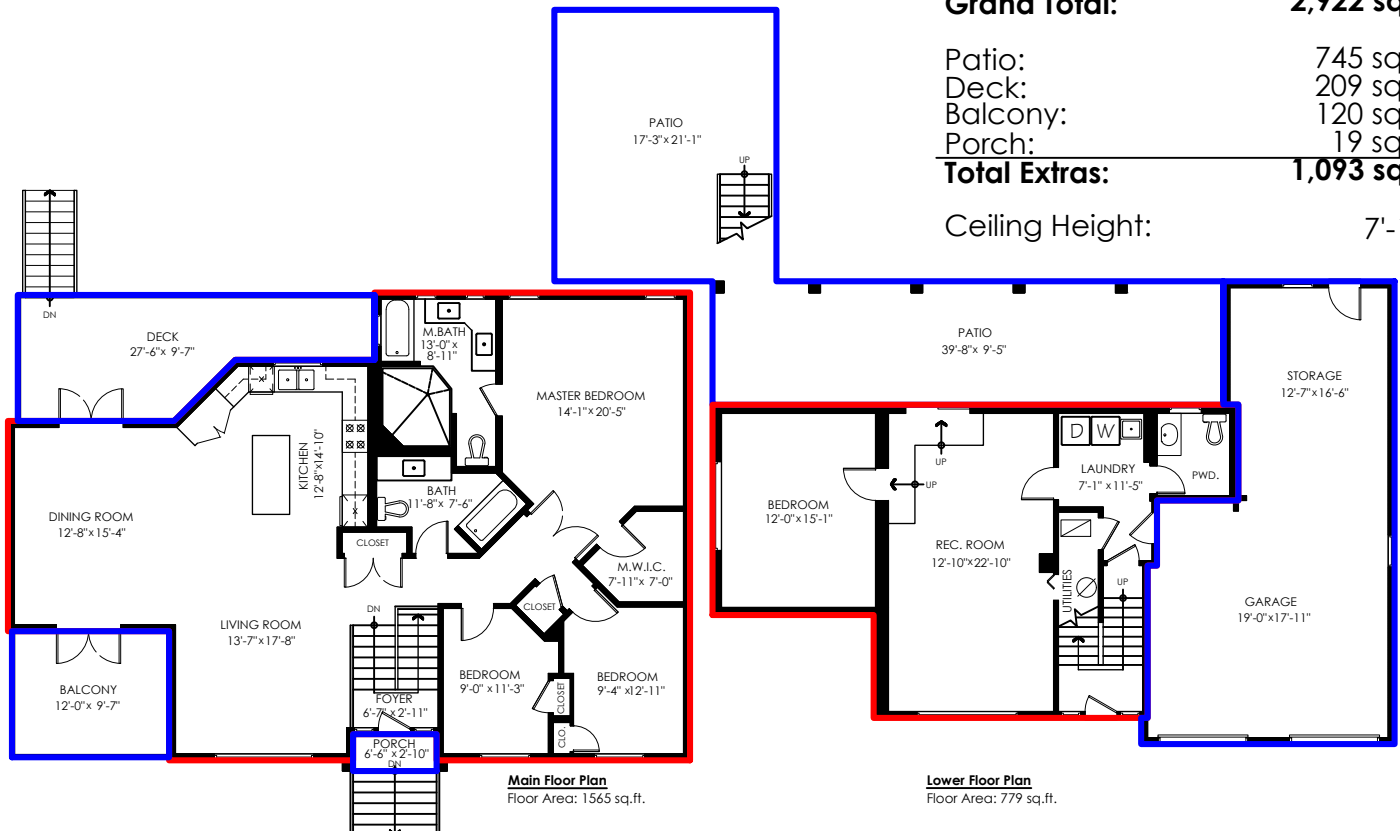 Grand Total: 2,922 sq
Patio: 745 sq
Deck: 209 sq
Balcony: 120 sq
Porch: 19 sq
Total Extras: 1,093 sq
Ceiling Height: 7'-
PATIO
17'-3" x 21'-1"
UP
DN
DECK
27'-6" x 9'-7"
M.BATH
13'-0" x
8'-11"
MASTER BEDROOM
14'-1" x 20'-5"
KITCHEN
12'-8" x 14'-10"
BATH
11'-8" x 7'-6"
DINING ROOM
12'-8" x 15'-4"
CLOSET
M.W.I.C.
7'-11" x 7'-0"
CLOSET
DN
LIVING ROOM
13'-7" x 17'-8"
BEDROOM
9'-0" x 11'-3"
BEDROOM
9'-4" x 12'-11"
BALCONY
12'-0" x 9'-7"
FOYER
6'-7" x 2'-11"
CLOSET
CLO.
PORCH
6'-6" x 2'-10"
DN
Main Floor Plan
Floor Area: 1565 sq.ft.
PATIO
39'-8" x 9'-5"
STORAGE
12'-7" x 16'-6"
D W
UP
UP
LAUNDRY
7'-1" x 11'-5"
PWD.
BEDROOM
12'-0" x 15'-1"
REC. ROOM
12'-10" x 22'-10"
UTILITIES
UP
GARAGE
19'-0" x 17'-11"
Lower Floor Plan
Floor Area: 779 sq.ft.